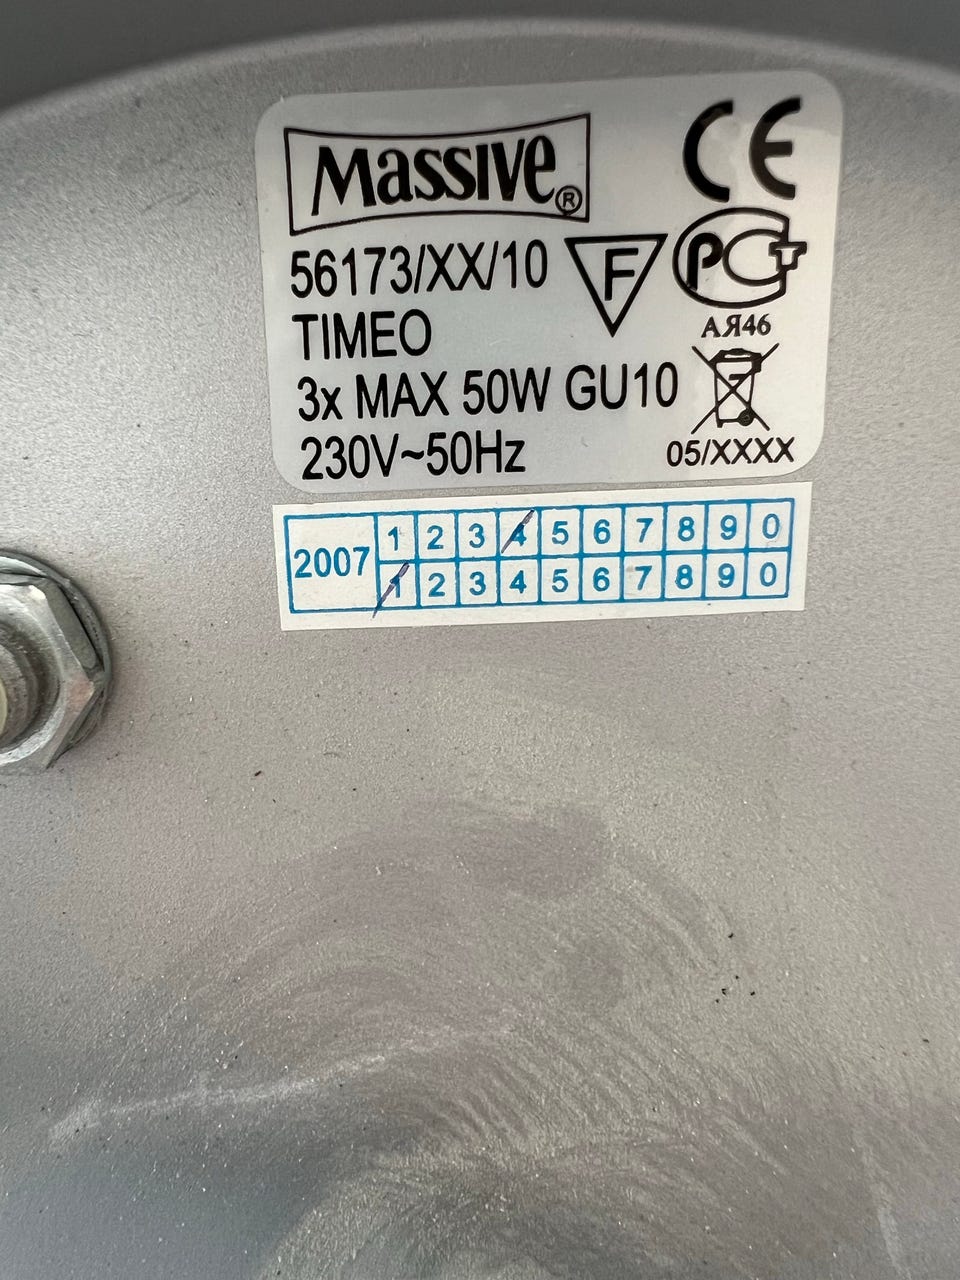 Massive®
CE
56173/XX/10
F
PCT
АЯ46
TIMEO
3x MAX 50W GU10
230V~50Hz
05/XXXX
2007
1 2 3 4 5 6 7 8 9 0
1 2 3 4 5 6 7 8 9 0